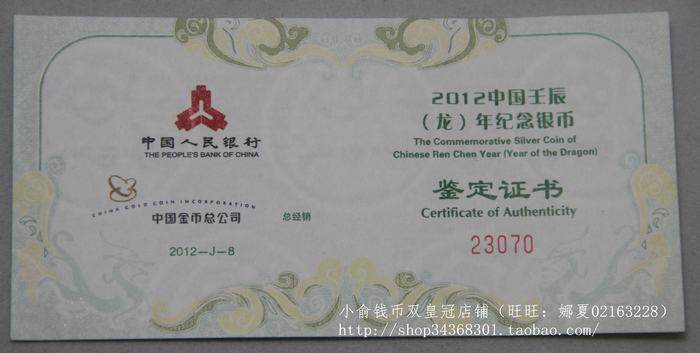 中国人民银行
THE PEOPLE'S BANK OF CHINA
CHINA GOLD COIN INCORPORATION
中国金币总公司
总经销
2012—J—8
2012中国壬辰
（龙）年纪念银币
The Commemorative Silver Coin of
Chinese Ren Chen Year (Year of the Dragon)
鉴定证书
Certificate of Authenticity
23070
小俞钱币双皇冠店铺（旺旺：娜夏02163228）
http://shop34368301.taobao.com/